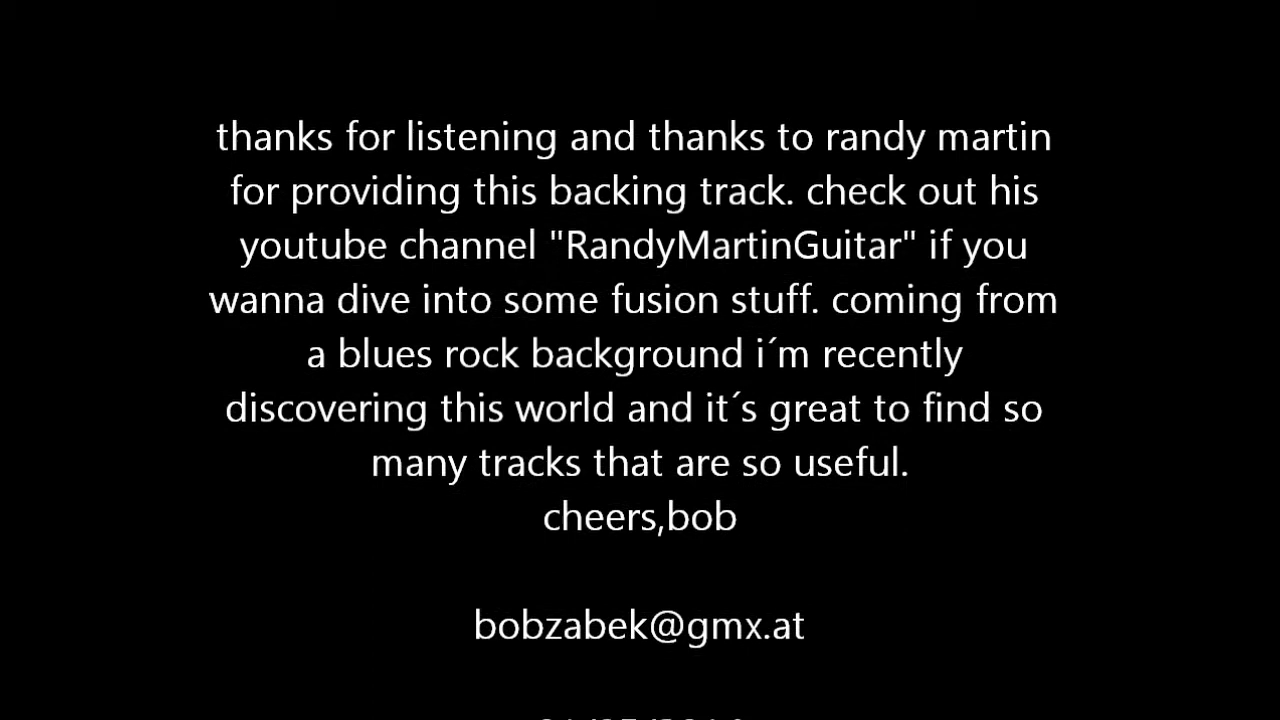 thanks for listening and thanks to randy martin
for providing this backing track. check out his
youtube channel "RandyMartinGuitar" if you
wanna dive into some fusion stuff. coming from
a blues rock background i´m recently
discovering this world and it´s great to find so
many tracks that are so useful.
cheers,bob
bobzabek@gmx.at